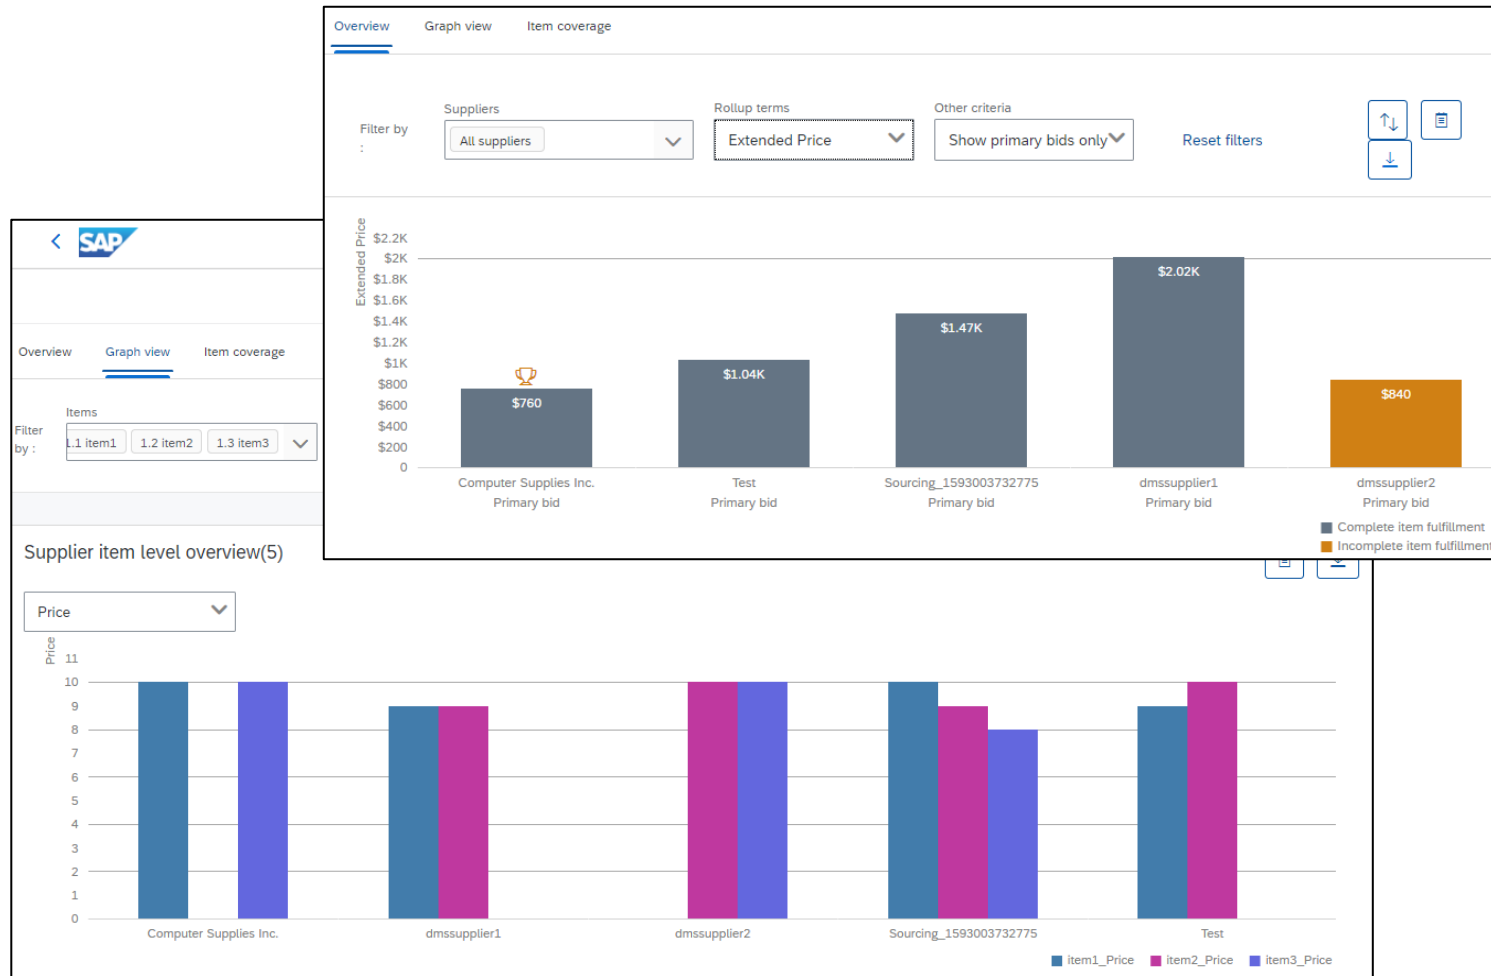 Overview Graph view Item coverage
Suppliers Rollup terms Other criteria
Filter by
:
All suppliers Extended Price Show primary bids only Reset filters
Extended Price
$2.2K
$2K
$1.8K
$1.6K
$1.4K
$1.2K
$1K
$800
$600
$400
$200
0
$760 $1.04K $1.47K $2.02K $840
Computer Supplies Inc. Test Sourcing_1593003732775 dmssupplier1 dmssupplier2
Primary bid Primary bid Primary bid Primary bid Primary bid
Complete item fulfillment
Incomplete item fulfillment
SAP
Overview Graph view Item coverage
Items
Filter
by :
1.1 item1 1.2 item2 1.3 item3
Supplier item level overview(5)
Price
Price
11
10
9
8
7
6
5
4
3
2
1
0
Computer Supplies Inc. dmssupplier1 dmssupplier2 Sourcing_1593003732775 Test
item1_Price item2_Price item3_Price